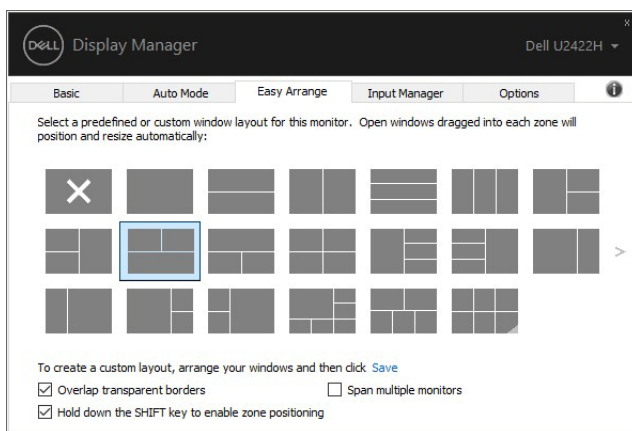 x
DELL Display Manager Dell U2422H
Basic Auto Mode Easy Arrange Input Manager Options
Select a predefined or custom window layout for this monitor. Open windows dragged into each zone will
position and resize automatically:
>
To create a custom layout, arrange your windows and then click Save
Overlap transparent borders Span multiple monitors
Hold down the SHIFT key to enable zone positioning